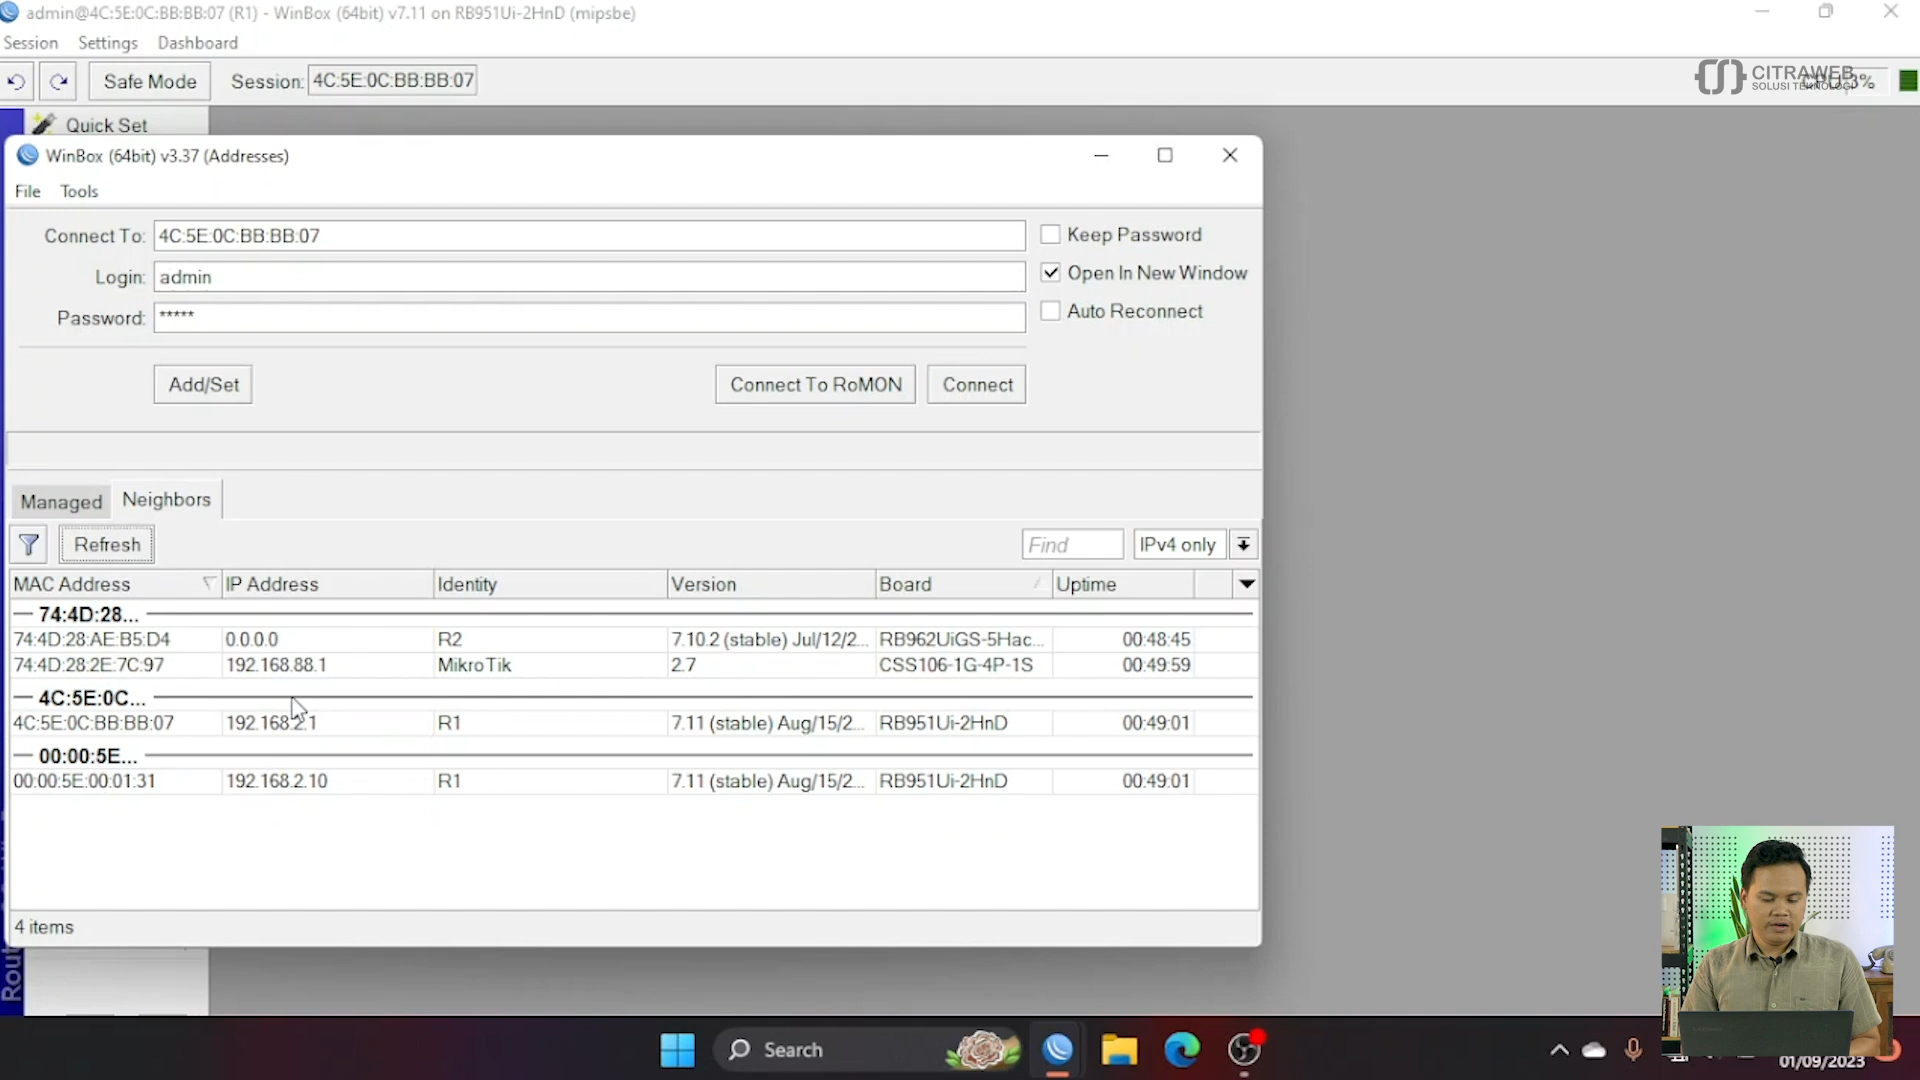 admin@4C:5E:0C:BB:BB:07 (R1) - WinBox (64bit) v7.11 on RB951Ui-2HnD (mipsbe)
Session Settings Dashboard
Safe Mode Session: 4C:5E:0C:BB:BB:07
CITRAWEB
SOLUSI TEKNOLOGI
Quick Set
WinBox (64bit) v3.37 (Addresses)
File Tools
Connect To: 4C:5E:0C:BB:BB:07 Keep Password
Login: admin Open In New Window
Password: ***** Auto Reconnect
Add/Set Connect To RoMON Connect
Managed Neighbors
Refresh Find IPv4 only
MAC Address IP Address Identity Version Board Uptime
74:4D:28...
74:4D:28:AE:B5:D4 0.0.0.0 R2 7.10.2 (stable) Jul/12/2... RB962UiGS-5Hac... 00:48:45
74:4D:28:2E:7C:97 192.168.88.1 MikroTik 2.7 CSS106-1G-4P-1S 00:49:59
4C:5E:0C...
4C:5E:0C:BB:BB:07 192.168.2.1 R1 7.11 (stable) Aug/15/2... RB951Ui-2HnD 00:49:01
00:00:5E...
00:00:5E:00:01:31 192.168.2.10 R1 7.11 (stable) Aug/15/2... RB951Ui-2HnD 00:49:01
4 items
Search
01/09/2023